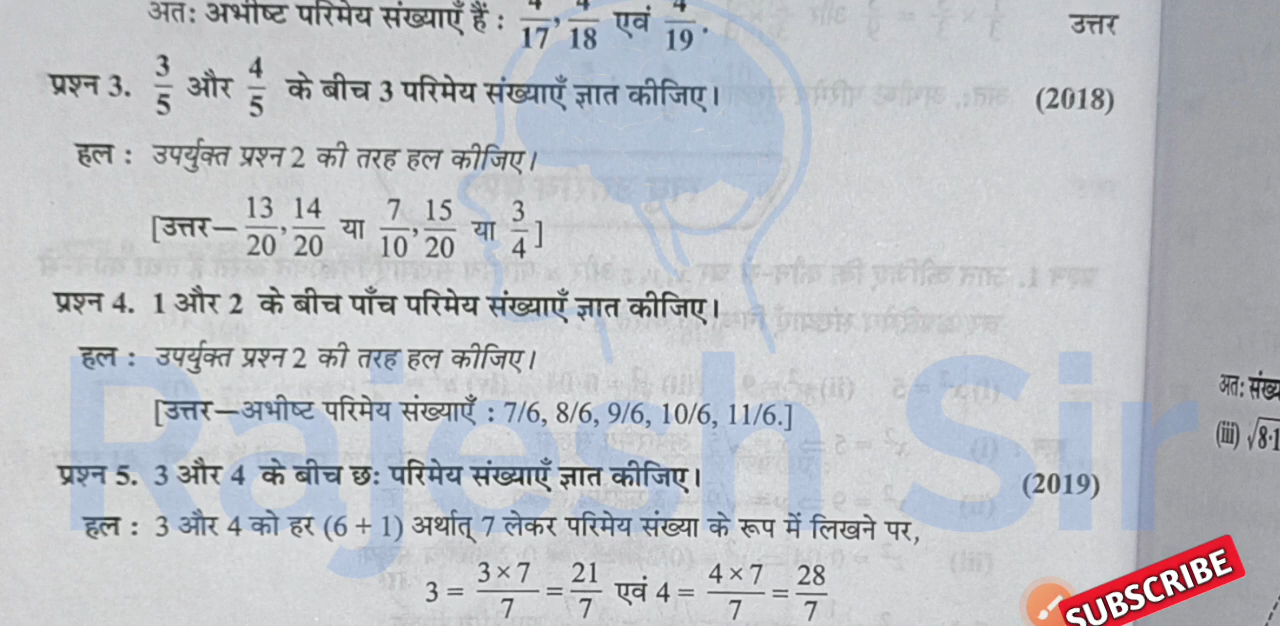 अतः अभीष्ट परिमेय संख्याएँ हैं : 4/17, 4/18 एवं 4/19. उत्तर
प्रश्न 3. 3/5 और 4/5 के बीच 3 परिमेय संख्याएँ ज्ञात कीजिए। (2018)
हल : उपर्युक्त प्रश्न 2 की तरह हल कीजिए।
[उत्तर— 13/20, 14/20 या 7/10, 15/20 या 3/4]
प्रश्न 4. 1 और 2 के बीच पाँच परिमेय संख्याएँ ज्ञात कीजिए।
हल : उपर्युक्त प्रश्न 2 की तरह हल कीजिए।
[उत्तर—अभीष्ट परिमेय संख्याएँ : 7/6, 8/6, 9/6, 10/6, 11/6.]
प्रश्न 5. 3 और 4 के बीच छः परिमेय संख्याएँ ज्ञात कीजिए। (2019)
हल : 3 और 4 को हर (6 + 1) अर्थात् 7 लेकर परिमेय संख्या के रूप में लिखने पर,
3 = 3×7/7 = 21/7 एवं 4 = 4×7/7 = 28/7
Rajesh Sir
अतः संख्य
(iii) √8·1
SUBSCRIBE